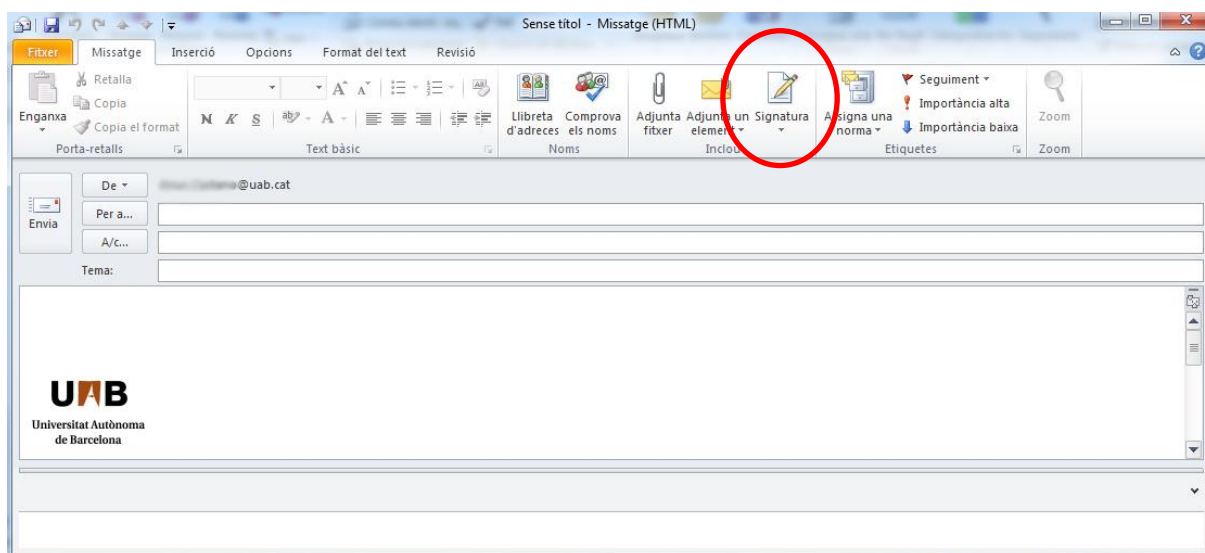 Sense títol - Missatge (HTML)
Fitxer Missatge Inserció Opcions Format del text Revisió
Enganxa
Retalla
Copia
Copia el format
Porta-retalls
N K S
Text bàsic
Llibreta d'adreces
Comprova els noms
Noms
Adjunta fitxer
Adjunta un element
Signatura
Inclou
Assigna una norma
Seguiment
Importància alta
Importància baixa
Etiquetes
Zoom
Zoom
De
@uab.cat
Envia
Per a...
A/c...
Tema:
UAB
Universitat Autònoma
de Barcelona